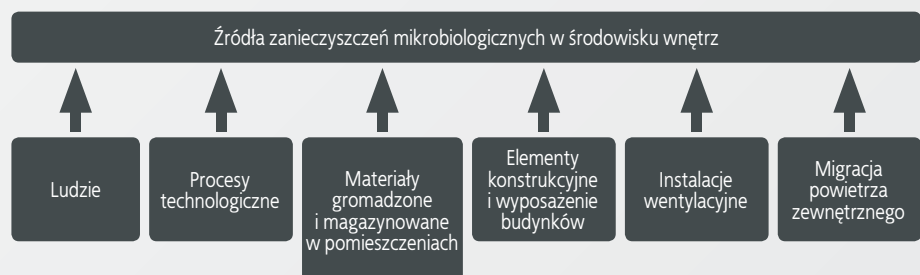 Źródła zanieczyszczeń mikrobiologicznych w środowisku wnętrz
Ludzie
Procesy
technologiczne
Materiały
gromadzone
i magazynowane
w pomieszczeniach
Elementy
konstrukcyjne
i wyposażenie
budynków
Instalacje
wentylacyjne
Migracja
powietrza
zewnętrznego